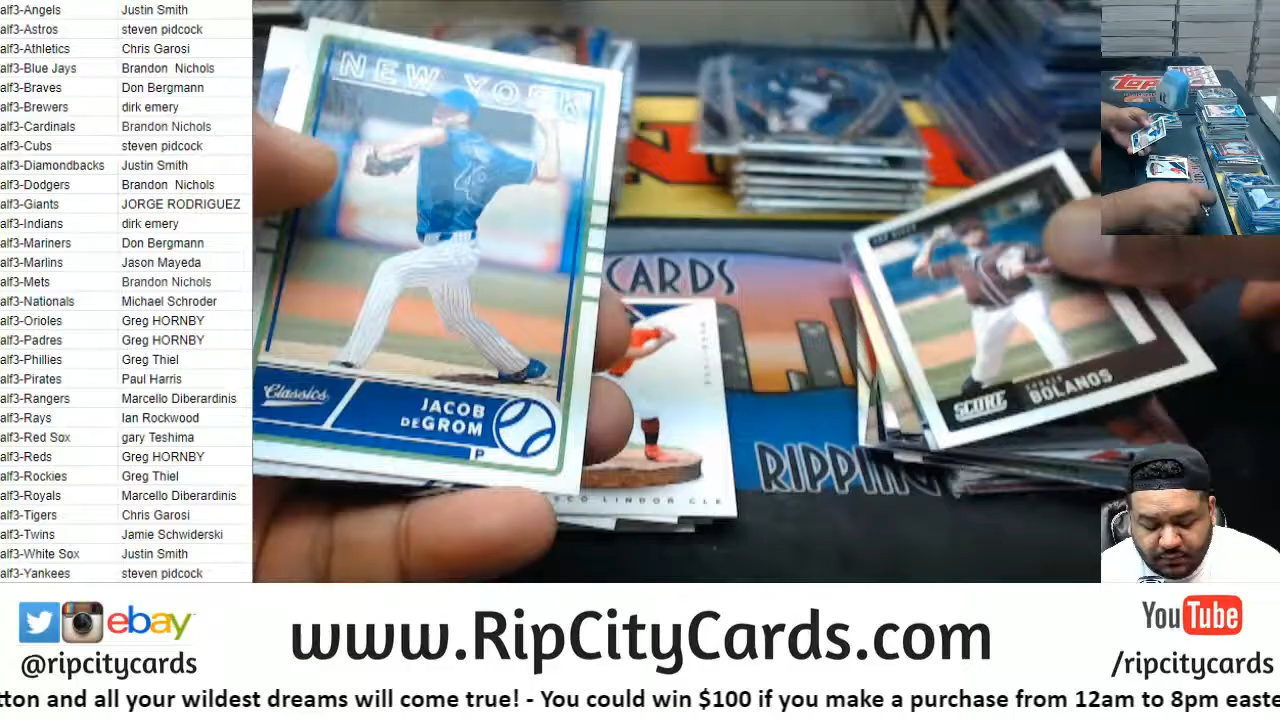 alf3-Angels Justin Smith
alf3-Astros steven pidcock
alf3-Athletics Chris Garosi
alf3-Blue Jays Brandon Nichols
alf3-Braves Don Bergmann
alf3-Brewers dirk emery
alf3-Cardinals Brandon Nichols
alf3-Cubs steven pidcock
alf3-Diamondbacks Justin Smith
alf3-Dodgers Brandon Nichols
alf3-Giants JORGE RODRIGUEZ
alf3-Indians dirk emery
alf3-Mariners Don Bergmann
alf3-Marlins Jason Mayeda
alf3-Mets Brandon Nichols
alf3-Nationals Michael Schroder
alf3-Orioles Greg HORNBY
alf3-Padres Greg HORNBY
alf3-Phillies Greg Thiel
alf3-Pirates Paul Harris
alf3-Rangers Marcello Diberardinis
alf3-Rays Ian Rockwood
alf3-Red Sox gary Teshima
alf3-Reds Greg HORNBY
alf3-Rockies Greg Thiel
alf3-Royals Marcello Diberardinis
alf3-Tigers Chris Garosi
alf3-Twins Jamie Schwiderski
alf3-White Sox Justin Smith
alf3-Yankees steven pidcock
NEW YORK
Classics
JACOB
DEGROM
P
CARDS
RIPPING
LINDOR CLE
SCORE
BOLANOS
Topps
ebay
@ripcitycards
www.RipCityCards.com
YouTube
/ripcitycards
tton and all your wildest dreams will come true! - You could win $100 if you make a purchase from 12am to 8pm easte